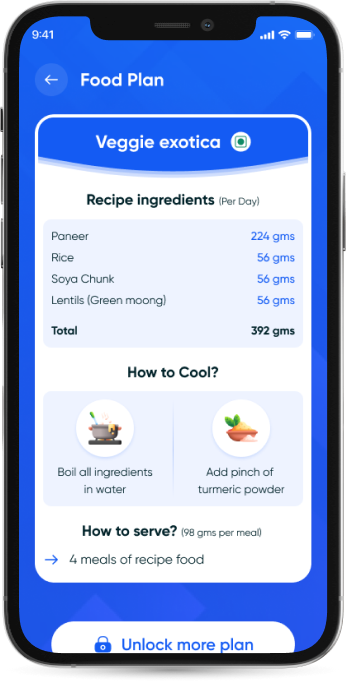 9:41
Food Plan
Veggie exotica
Recipe ingredients (Per Day)
Paneer 224 gms
Rice 56 gms
Soya Chunk 56 gms
Lentils (Green moong) 56 gms
Total 392 gms
How to Cool?
Boil all ingredients
in water
Add pinch of
turmeric powder
How to serve? (98 gms per meal)
4 meals of recipe food
Unlock more plan